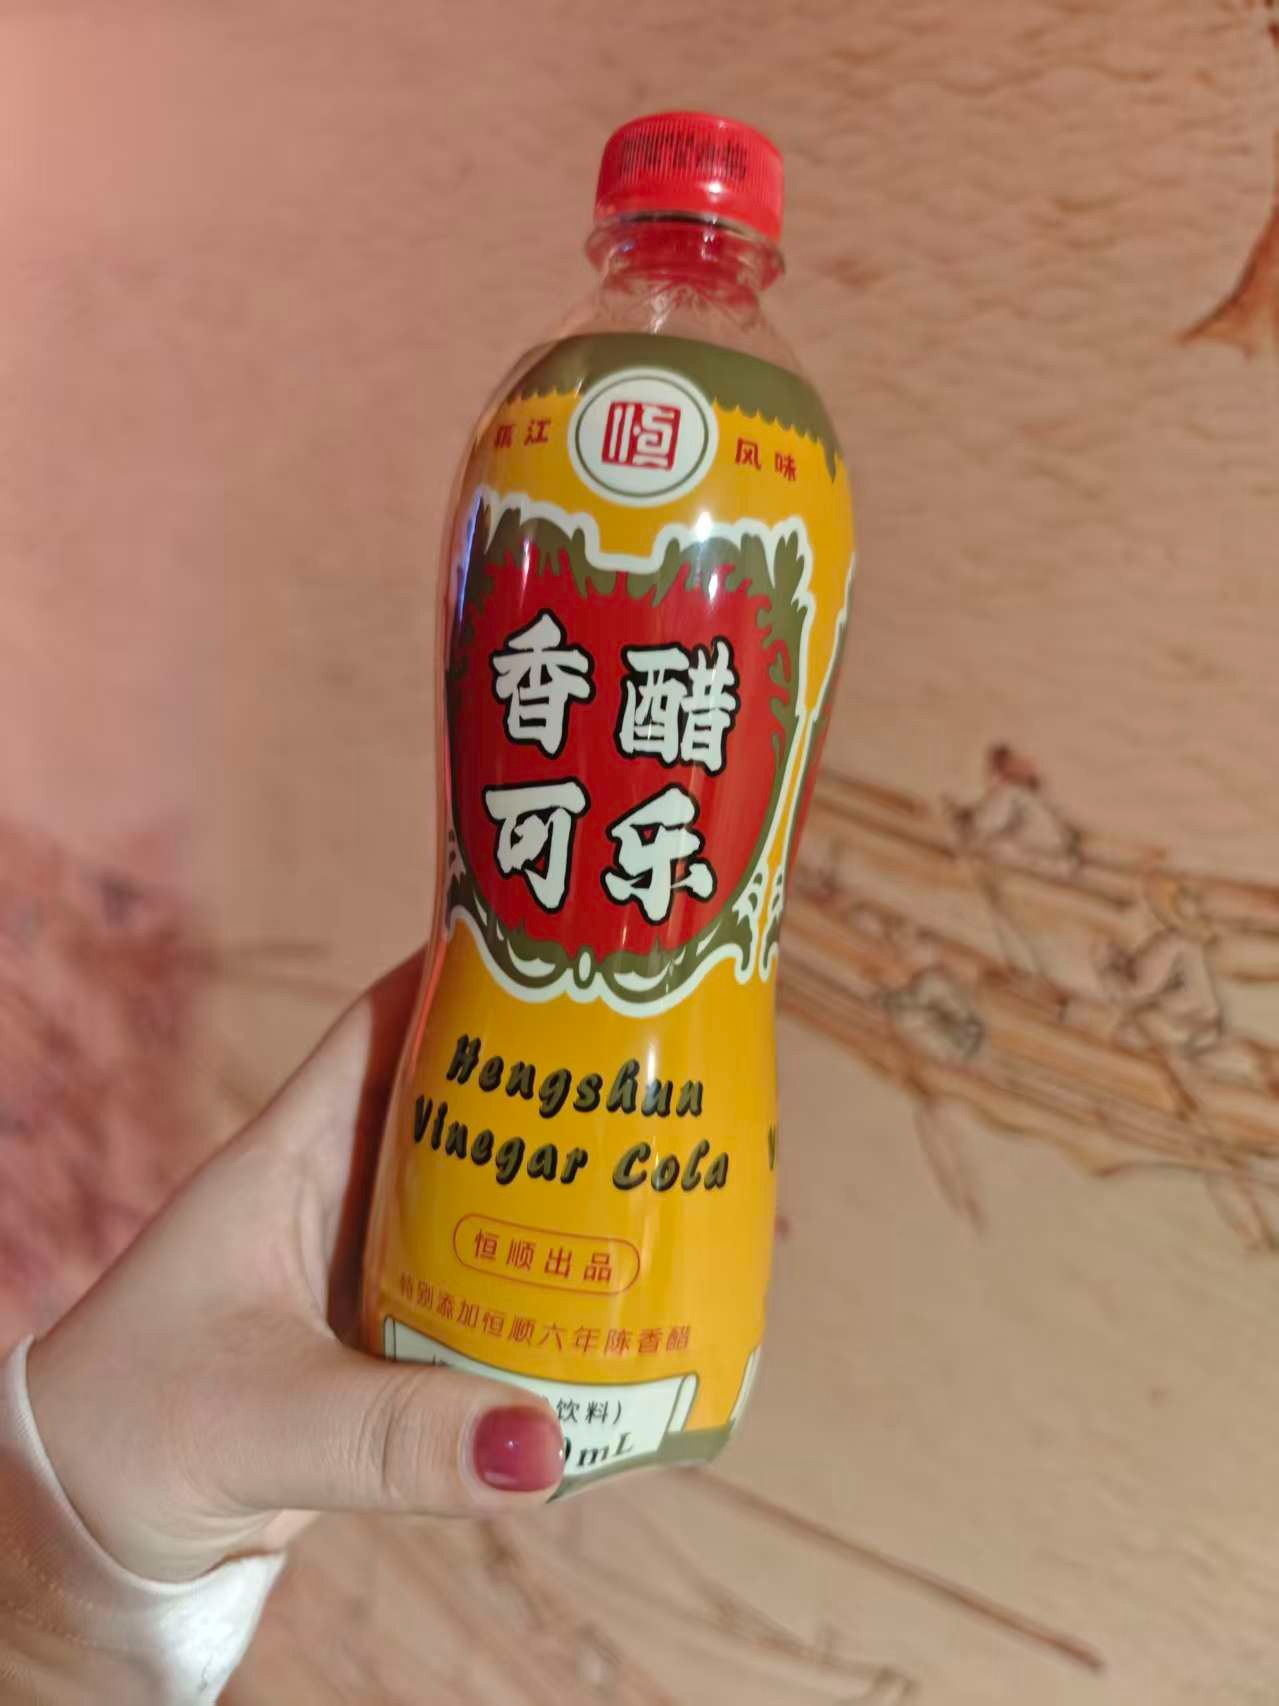 恒
江
风味
香醋
可乐
Hengshun
Vinegar Cola
恒顺出品
特别添加恒顺六年陈香醋
饮料)
mL